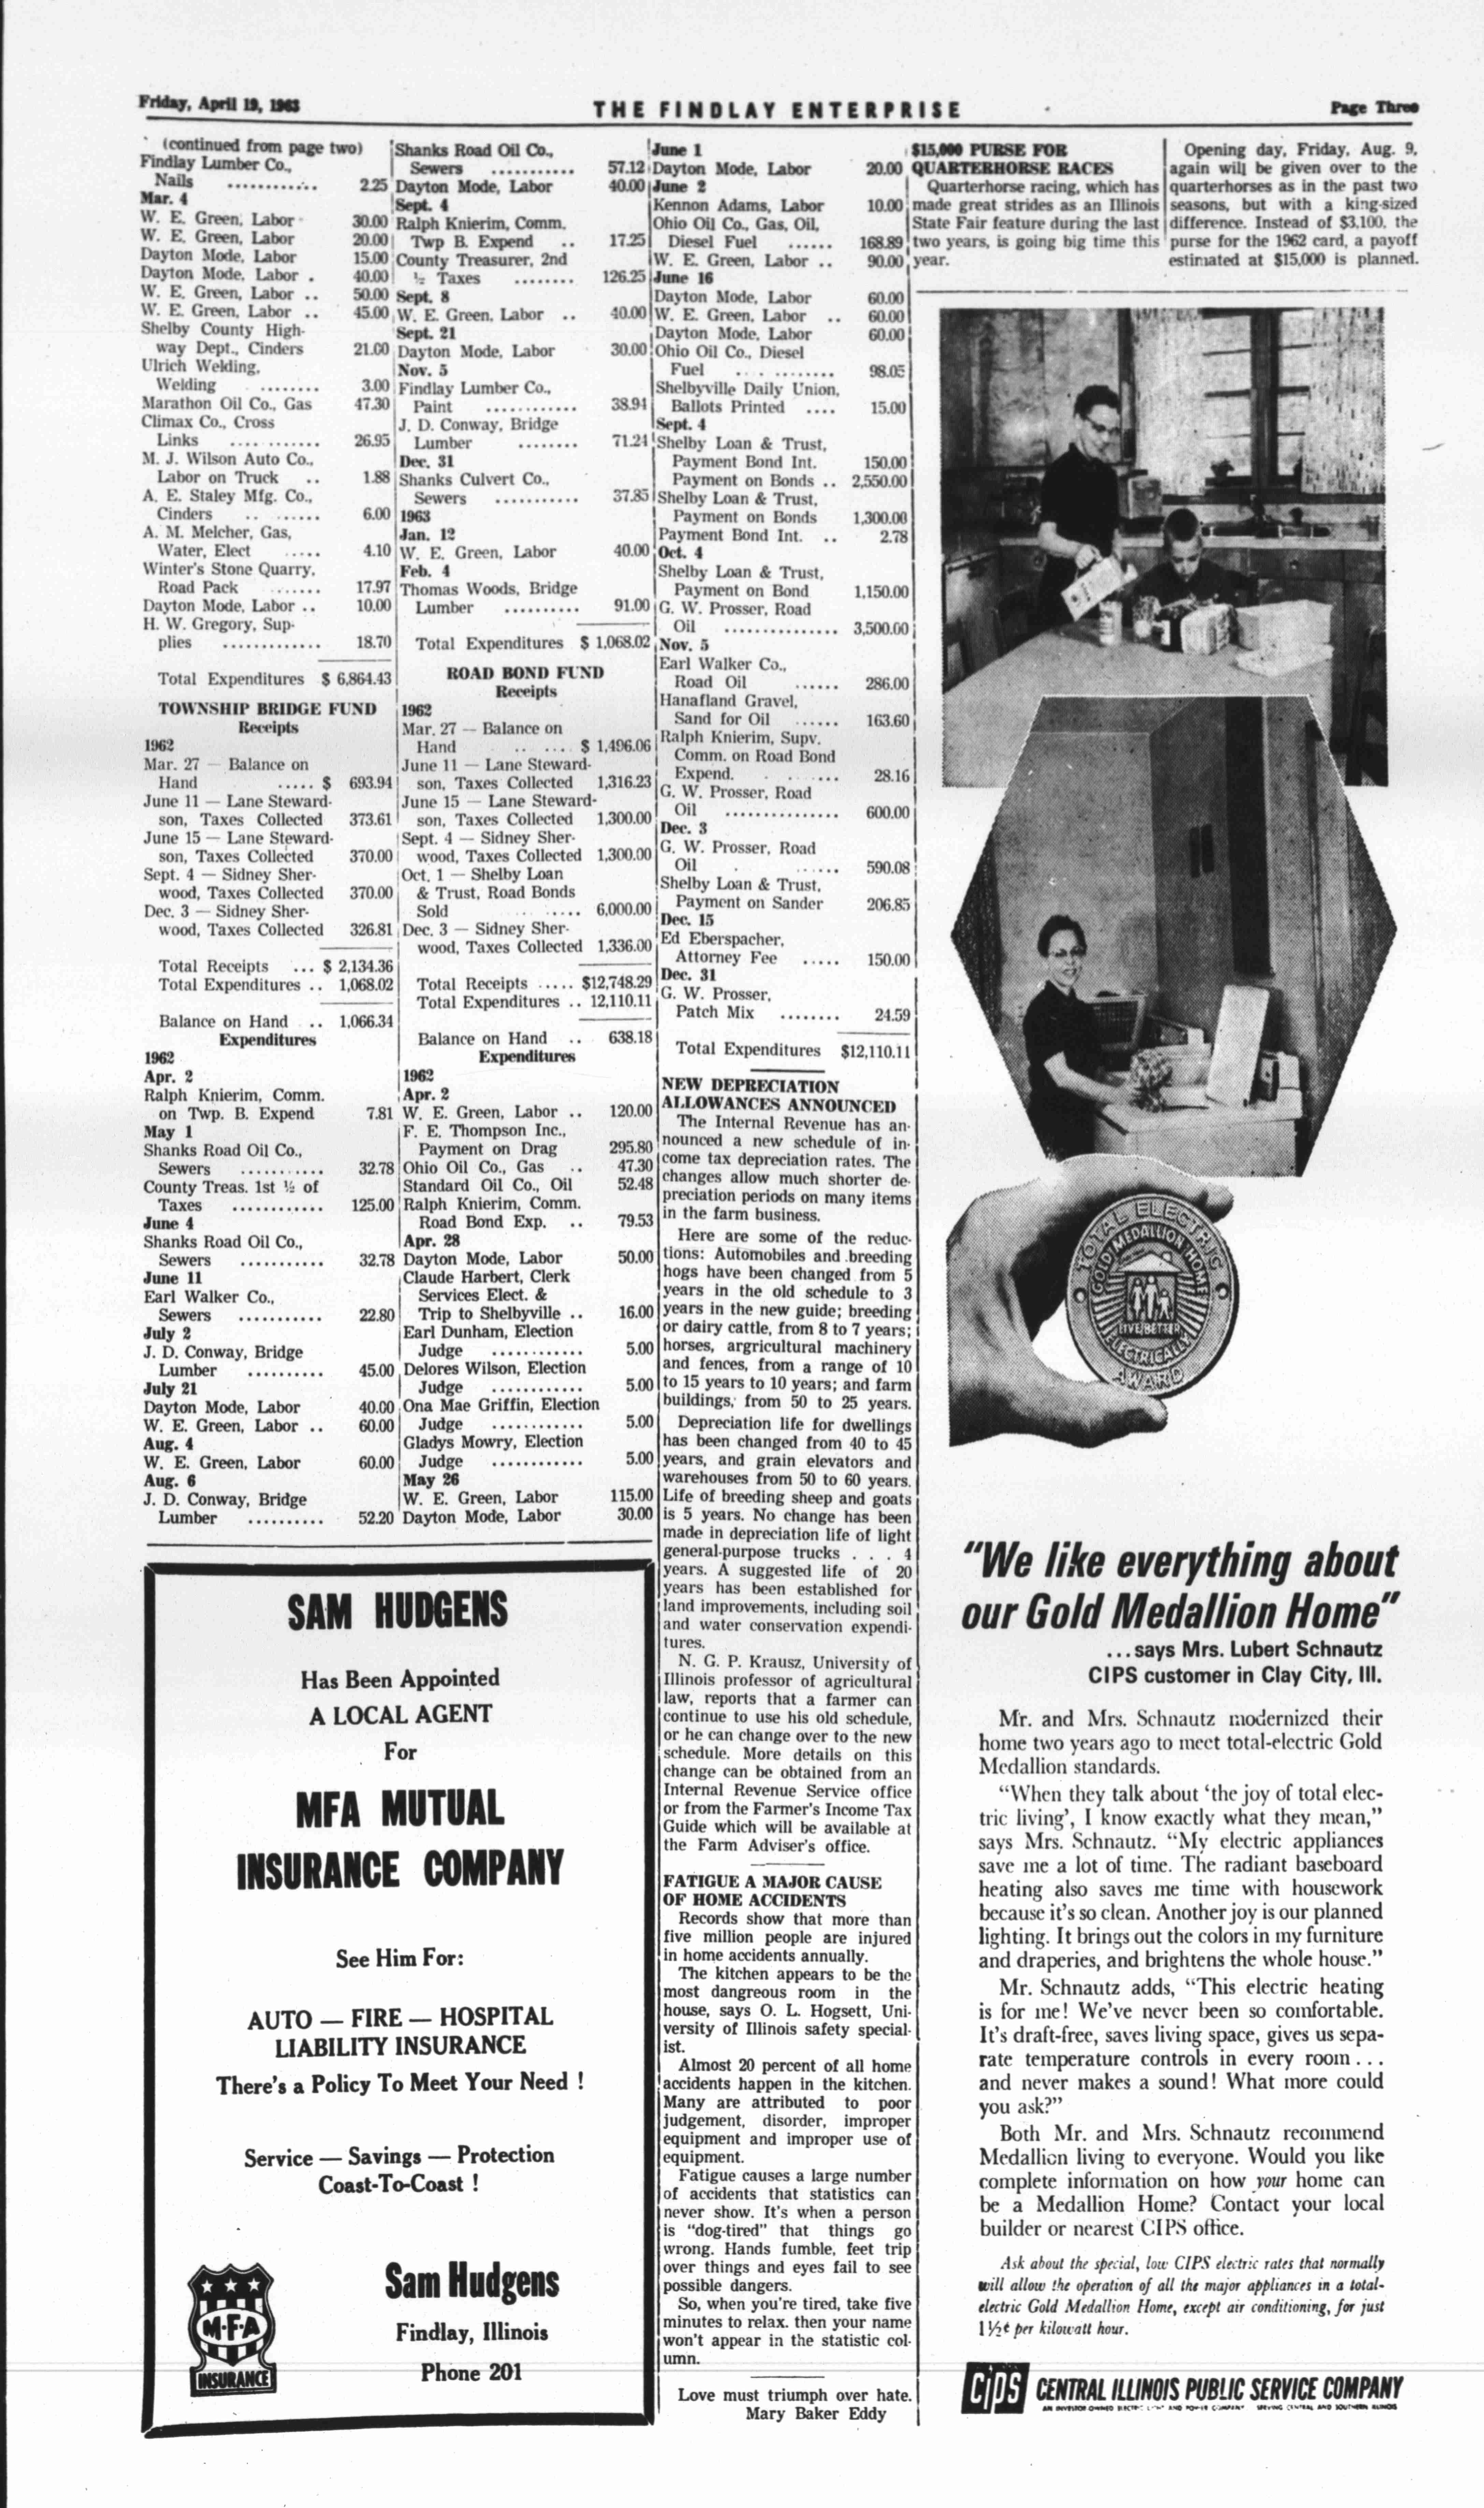 Friday, April 19, 1963
THE FINDLAY ENTERPRISE
Page Three
(continued from page two)
Findlay Lumber Co.,
Nails ............ 2.25
Mar. 4
W. E. Green, Labor 30.00
W. E. Green, Labor 20.00
Dayton Mode, Labor 15.00
Dayton Mode, Labor . 40.00
W. E. Green, Labor .. 50.00
W. E. Green, Labor .. 45.00
Shelby County High-
way Dept., Cinders 21.00
Ulrich Welding,
Welding ........ 3.00
Marathon Oil Co., Gas 47.30
Climax Co., Cross
Links ........... 26.95
M. J. Wilson Auto Co.,
Labor on Truck .. 1.88
A. E. Staley Mfg. Co.,
Cinders ........ 6.00
A. M. Melcher, Gas,
Water, Elect ..... 4.10
Winter's Stone Quarry,
Road Pack ....... 17.97
Dayton Mode, Labor .. 10.00
H. W. Gregory, Sup-
plies ............. 18.70
Total Expenditures $ 6,864.43
TOWNSHIP BRIDGE FUND
Receipts
1962
Mar. 27 — Balance on
Hand ..... $ 693.94
June 11 — Lane Steward-
son, Taxes Collected 373.61
June 15 — Lane Steward-
son, Taxes Collected 370.00
Sept. 4 — Sidney Sher-
wood, Taxes Collected 370.00
Dec. 3 — Sidney Sher-
wood, Taxes Collected 326.81
Total Receipts ... $ 2,134.36
Total Expenditures .. 1,068.02
Balance on Hand .. 1,066.34
Expenditures
1962
Apr. 2
Ralph Knierim, Comm.
on Twp. B. Expend 7.81
May 1
Shanks Road Oil Co.,
Sewers ........... 32.78
County Treas. 1st ½ of
Taxes ............ 125.00
June 4
Shanks Road Oil Co.,
Sewers ........... 32.78
June 11
Earl Walker Co.,
Sewers ........... 22.80
July 2
J. D. Conway, Bridge
Lumber .......... 45.00
July 21
Dayton Mode, Labor 40.00
W. E. Green, Labor .. 60.00
Aug. 4
W. E. Green, Labor 60.00
Aug. 6
J. D. Conway, Bridge
Lumber .......... 52.20
Shanks Road Oil Co.,
Sewers ........... 57.12
Dayton Mode, Labor 40.00
Sept. 4
Ralph Knierim, Comm.
Twp B. Expend .. 17.25
County Treasurer, 2nd
½ Taxes ........ 126.25
Sept. 8
W. E. Green, Labor .. 40.00
Sept. 21
Dayton Mode, Labor 30.00
Nov. 5
Findlay Lumber Co.,
Paint ............ 38.94
J. D. Conway, Bridge
Lumber ........ 71.24
Dec. 31
Shanks Culvert Co.,
Sewers ........... 37.85
1963
Jan. 12
W. E. Green, Labor 40.00
Feb. 4
Thomas Woods, Bridge
Lumber .......... 91.00
Total Expenditures $ 1,068.02
ROAD BOND FUND
Receipts
1962
Mar. 27 — Balance on
Hand ...... $ 1,496.06
June 11 — Lane Steward-
son, Taxes Collected 1,316.23
June 15 — Lane Steward-
son, Taxes Collected 1,300.00
Sept. 4 — Sidney Sher-
wood, Taxes Collected 1,300.00
Oct. 1 — Shelby Loan
& Trust, Road Bonds
Sold ....... 6,000.00
Dec. 3 — Sidney Sher-
wood, Taxes Collected 1,336.00
Total Receipts ..... $12,748.29
Total Expenditures .. 12,110.11
Balance on Hand .. 638.18
Expenditures
1962
Apr. 2
W. E. Green, Labor .. 120.00
F. E. Thompson Inc.,
Payment on Drag 295.80
Ohio Oil Co., Gas .. 47.30
Standard Oil Co., Oil 52.48
Ralph Knierim, Comm.
Road Bond Exp. .. 79.53
Apr. 28
Dayton Mode, Labor 50.00
Claude Harbert, Clerk
Services Elect. &
Trip to Shelbyville .. 16.00
Earl Dunham, Election
Judge ............ 5.00
Delores Wilson, Election
Judge ............ 5.00
Ona Mae Griffin, Election
Judge ............ 5.00
Gladys Mowry, Election
Judge ............ 5.00
May 26
W. E. Green, Labor 115.00
Dayton Mode, Labor 30.00
June 1
Dayton Mode, Labor 20.00
June 2
Kennon Adams, Labor 10.00
Ohio Oil Co., Gas, Oil,
Diesel Fuel ...... 168.89
W. E. Green, Labor .. 90.00
June 16
Dayton Mode, Labor 60.00
W. E. Green, Labor .. 60.00
Dayton Mode, Labor 60.00
Ohio Oil Co., Diesel
Fuel ............ 98.05
Shelbyville Daily Union,
Ballots Printed .... 15.00
Sept. 4
Shelby Loan & Trust,
Payment Bond Int. 150.00
Payment on Bonds .. 2,550.00
Shelby Loan & Trust,
Payment on Bonds 1,300.00
Payment Bond Int. .. 2.78
Oct. 4
Shelby Loan & Trust,
Payment on Bond 1,150.00
G. W. Prosser, Road
Oil ............... 3,500.00
Nov. 5
Earl Walker Co.,
Road Oil ...... 286.00
Hanafland Gravel,
Sand for Oil ...... 163.60
Ralph Knierim, Supv.
Comm. on Road Bond
Expend. ..... 28.16
G. W. Prosser, Road
Oil ............... 600.00
Dec. 3
G. W. Prosser, Road
Oil ....... 590.08
Shelby Loan & Trust,
Payment on Sander 206.85
Dec. 15
Ed Eberspacher,
Attorney Fee ..... 150.00
Dec. 31
G. W. Prosser,
Patch Mix ........ 24.59
Total Expenditures $12,110.11
NEW DEPRECIATION
ALLOWANCES ANNOUNCED
The Internal Revenue has an-
nounced a new schedule of in-
come tax depreciation rates. The
changes allow much shorter de-
preciation periods on many items
in the farm business.
Here are some of the reduc-
tions: Automobiles and breeding
hogs have been changed from 5
years in the old schedule to 3
years in the new guide; breeding
or dairy cattle, from 8 to 7 years;
horses, argricultural machinery
and fences, from a range of 10
to 15 years to 10 years; and farm
buildings, from 50 to 25 years.
Depreciation life for dwellings
has been changed from 40 to 45
years, and grain elevators and
warehouses from 50 to 60 years.
Life of breeding sheep and goats
is 5 years. No change has been
made in depreciation life of light
general-purpose trucks . . . 4
years. A suggested life of 20
years has been established for
land improvements, including soil
and water conservation expendi-
tures.
N. G. P. Krausz, University of
Illinois professor of agricultural
law, reports that a farmer can
continue to use his old schedule,
or he can change over to the new
schedule. More details on this
change can be obtained from an
Internal Revenue Service office
or from the Farmer's Income Tax
Guide which will be available at
the Farm Adviser's office.
FATIGUE A MAJOR CAUSE
OF HOME ACCIDENTS
Records show that more than
five million people are injured
in home accidents annually.
The kitchen appears to be the
most dangreous room in the
house, says O. L. Hogsett, Uni-
versity of Illinois safety special-
ist.
Almost 20 percent of all home
accidents happen in the kitchen.
Many are attributed to poor
judgement, disorder, improper
equipment and improper use of
equipment.
Fatigue causes a large number
of accidents that statistics can
never show. It's when a person
is "dog-tired" that things go
wrong. Hands fumble, feet trip
over things and eyes fail to see
possible dangers.
So, when you're tired, take five
minutes to relax. then your name
won't appear in the statistic col-
umn.
Love must triumph over hate.
Mary Baker Eddy
$15,000 PURSE FOR
QUARTERHORSE RACES
Quarterhorse racing, which has
made great strides as an Illinois
State Fair feature during the last
two years, is going big time this
year.
Opening day, Friday, Aug. 9,
again will be given over to the
quarterhorses as in the past two
seasons, but with a king-sized
difference. Instead of $3,100, the
purse for the 1962 card, a payoff
estimated at $15,000 is planned.
TOTAL ELECTRIC
GOLD MEDALLION HOME
LIVE BETTER
ELECTRICALLY
AWARD
"We like everything about
our Gold Medallion Home"
...says Mrs. Lubert Schnautz
CIPS customer in Clay City, Ill.
Mr. and Mrs. Schnautz modernized their
home two years ago to meet total-electric Gold
Medallion standards.
"When they talk about 'the joy of total elec-
tric living', I know exactly what they mean,"
says Mrs. Schnautz. "My electric appliances
save me a lot of time. The radiant baseboard
heating also saves me time with housework
because it's so clean. Another joy is our planned
lighting. It brings out the colors in my furniture
and draperies, and brightens the whole house."
Mr. Schnautz adds, "This electric heating
is for me! We've never been so comfortable.
It's draft-free, saves living space, gives us sepa-
rate temperature controls in every room...
and never makes a sound! What more could
you ask?"
Both Mr. and Mrs. Schnautz recommend
Medallion living to everyone. Would you like
complete information on how your home can
be a Medallion Home? Contact your local
builder or nearest CIPS office.
Ask about the special, low CIPS electric rates that normally
will allow the operation of all the major appliances in a total-
electric Gold Medallion Home, except air conditioning, for just
1½¢ per kilowatt hour.
CIPS CENTRAL ILLINOIS PUBLIC SERVICE COMPANY
AN INVESTOR-OWNED ELECTRIC LIGHT AND POWER COMPANY SERVING CENTRAL AND SOUTHERN ILLINOIS
SAM HUDGENS
Has Been Appointed
A LOCAL AGENT
For
MFA MUTUAL
INSURANCE COMPANY
See Him For:
AUTO — FIRE — HOSPITAL
LIABILITY INSURANCE
There's a Policy To Meet Your Need !
Service — Savings — Protection
Coast-To-Coast !
M·F·A
INSURANCE
Sam Hudgens
Findlay, Illinois
Phone 201